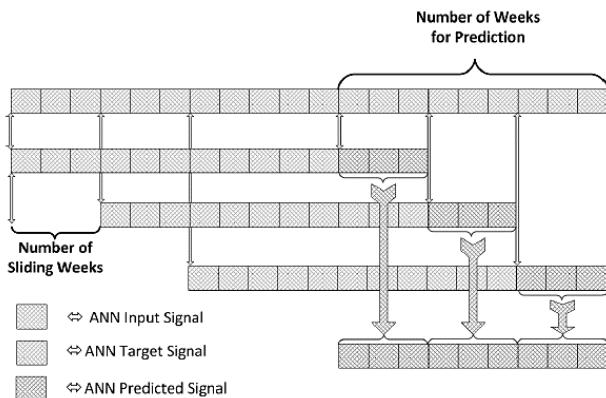 Number of Weeks
for Prediction
Number of
Sliding Weeks
⇔ ANN Input Signal
⇔ ANN Target Signal
⇔ ANN Predicted Signal